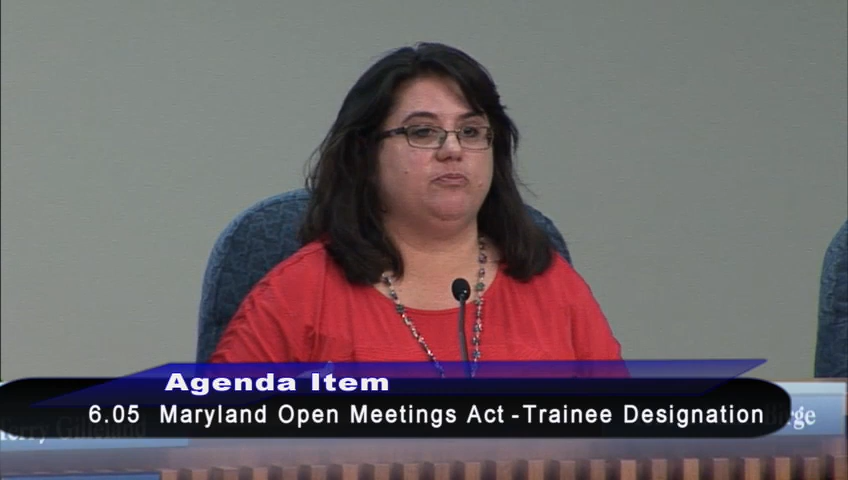 Agenda Item
6.05 Maryland Open Meetings Act - Trainee Designation